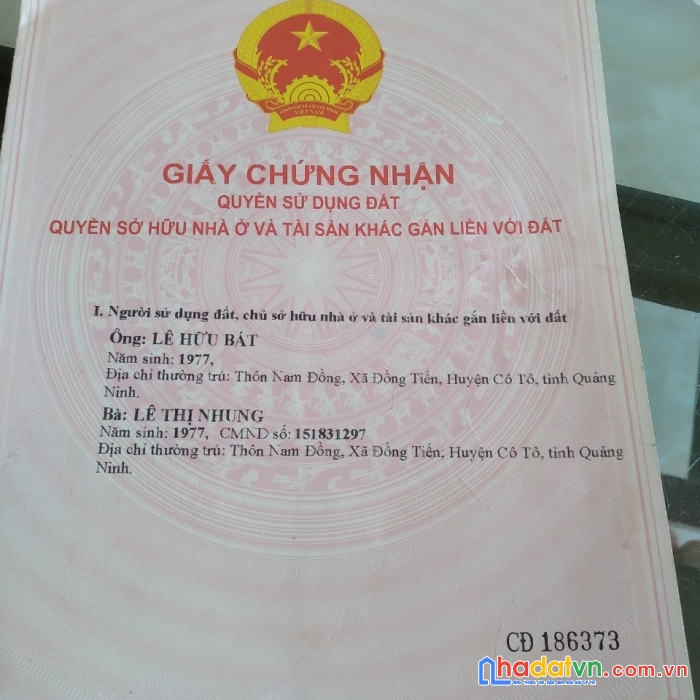 VIỆT NAM
GIẤY CHỨNG NHẬN
QUYỀN SỬ DỤNG ĐẤT
QUYỀN SỞ HỮU NHÀ Ở VÀ TÀI SẢN KHÁC GẮN LIỀN VỚI ĐẤT
I. Người sử dụng đất, chủ sở hữu nhà ở và tài sản khác gắn liền với đất
Ông: LÊ HỮU BÁT
Năm sinh: 1977,
Địa chỉ thường trú: Thôn Nam Đồng, Xã Đồng Tiến, Huyện Cô Tô, tỉnh Quảng
Ninh.
Bà: LÊ THỊ NHUNG
Năm sinh: 1977, CMND số: 151831297
Địa chỉ thường trú: Thôn Nam Đồng, Xã Đồng Tiến, Huyện Cô Tô, tỉnh Quảng
Ninh.
CĐ 186373
nhadatvn.com.vn